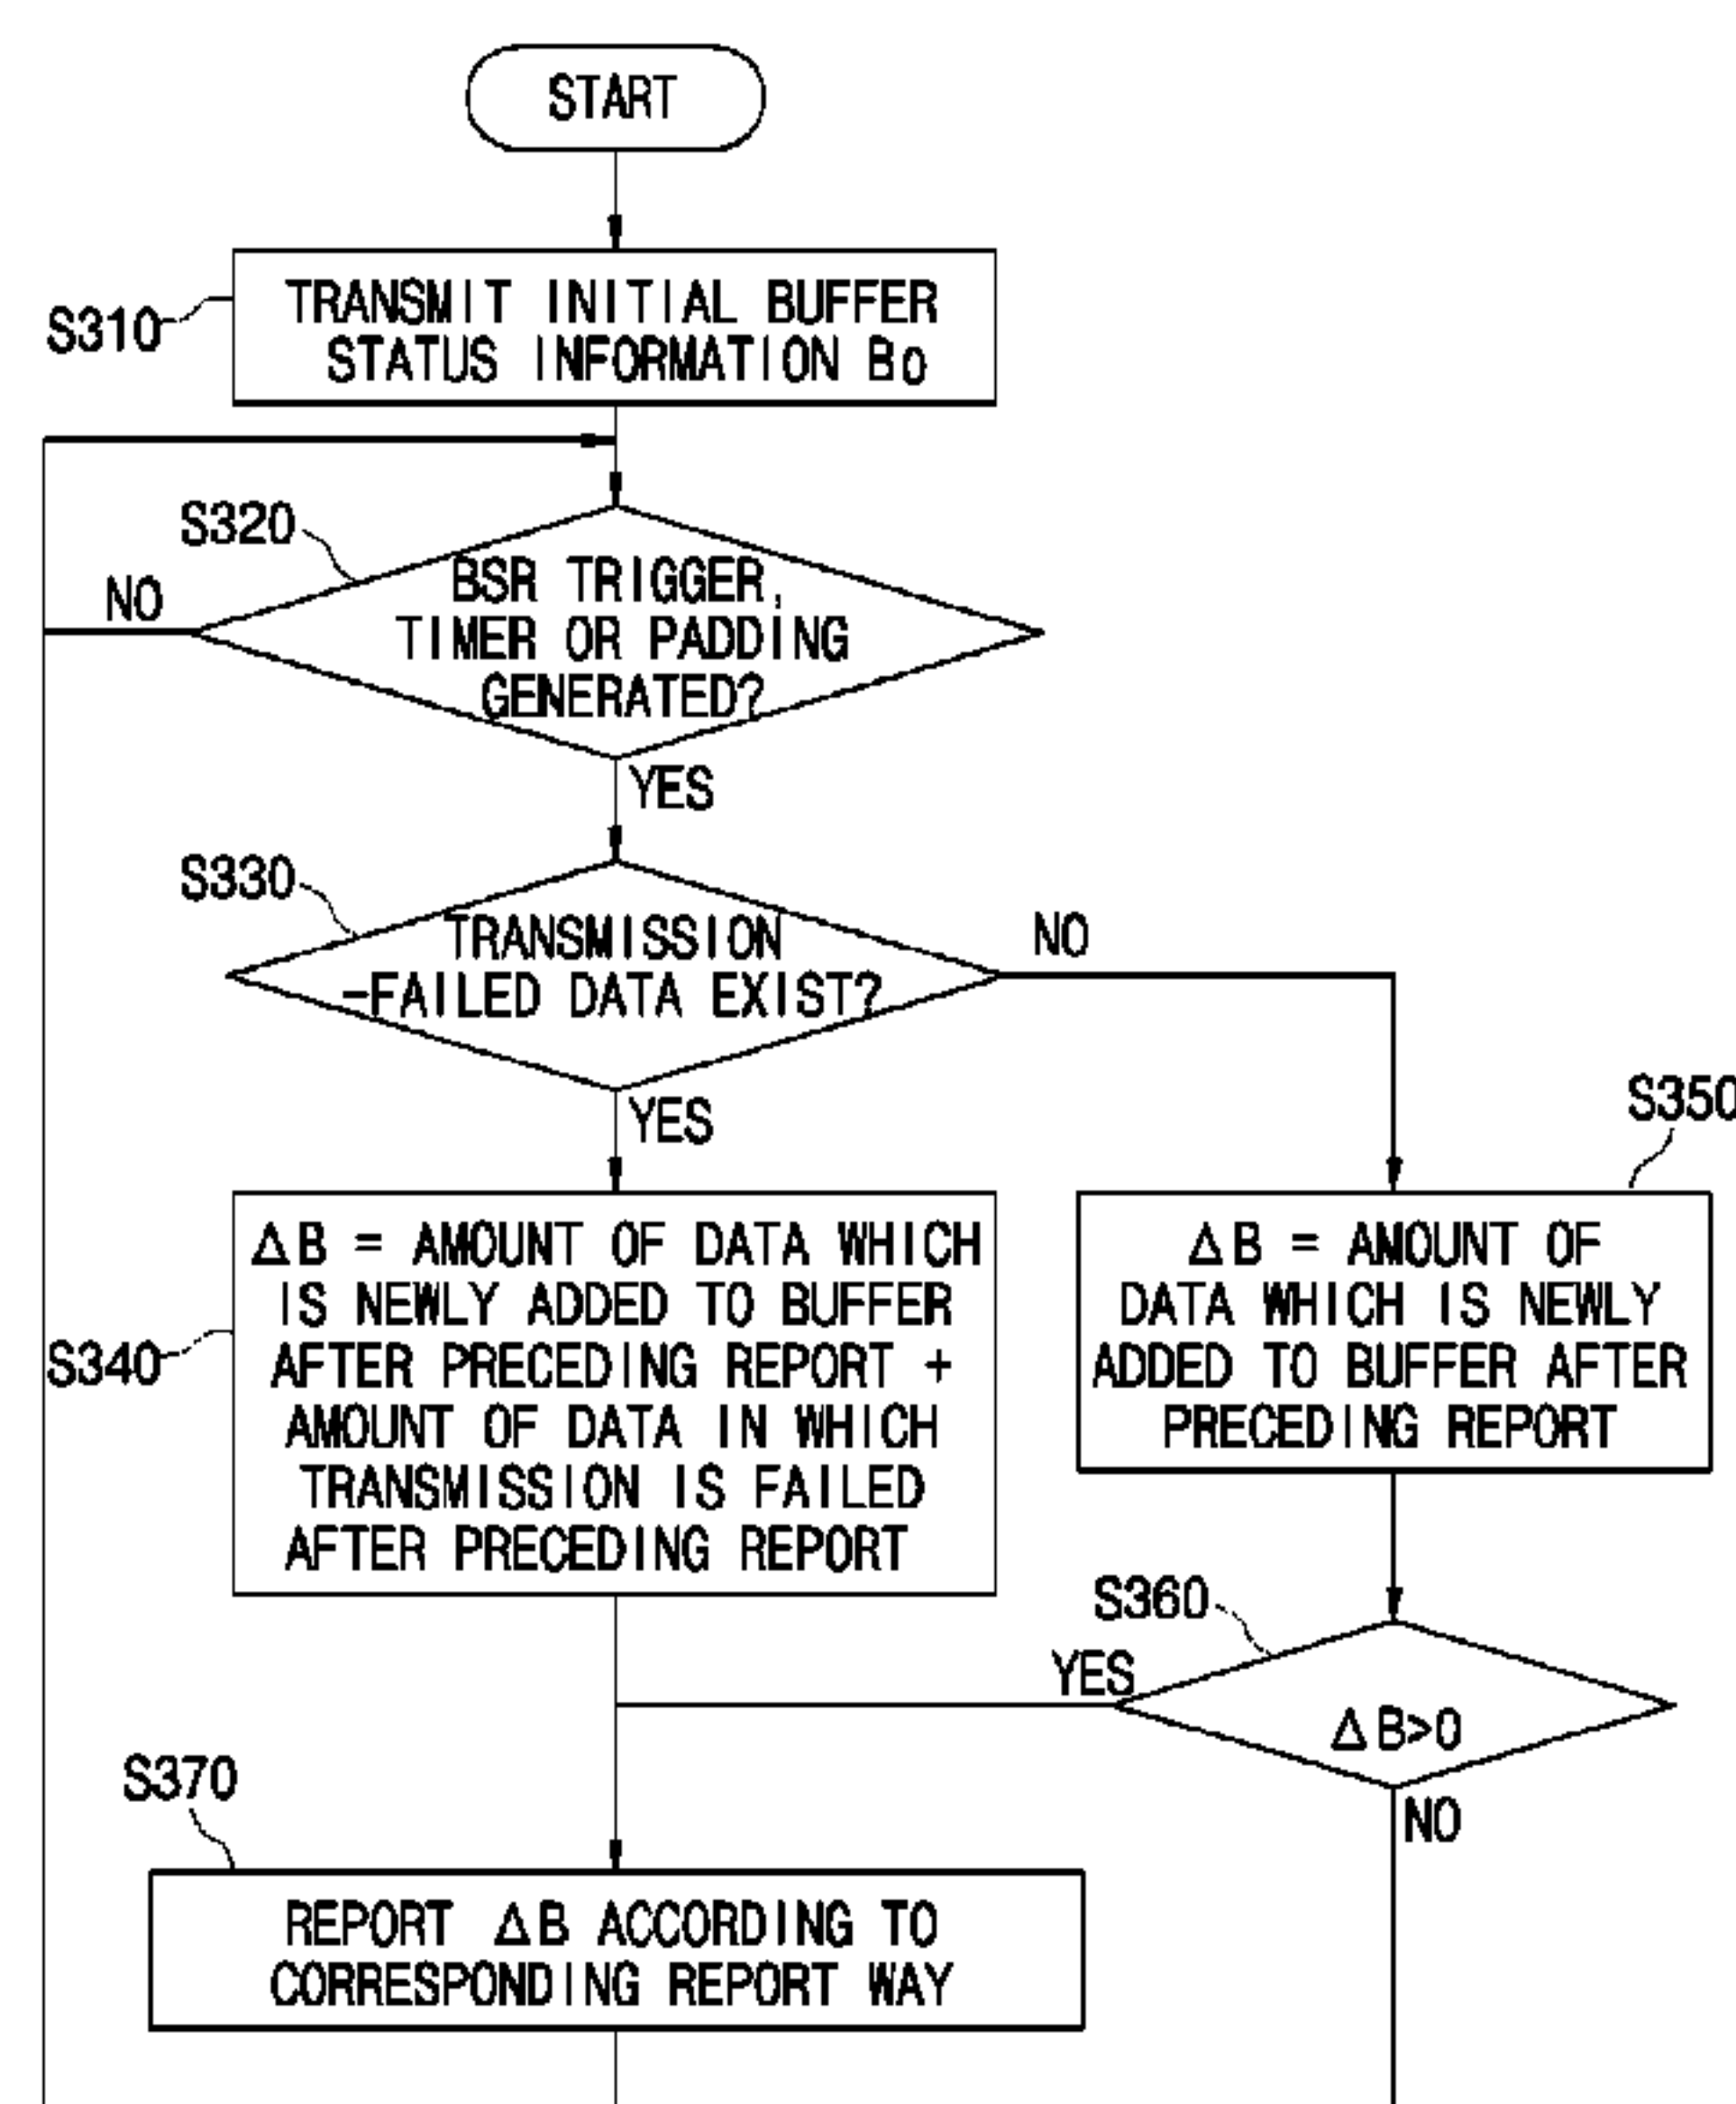 START
S310
TRANSMIT INITIAL BUFFER
STATUS INFORMATION B0
S320
NO
BSR TRIGGER,
TIMER OR PADDING
GENERATED?
YES
S330
TRANSMISSION
-FAILED DATA EXIST?
NO
YES
S340
ΔB = AMOUNT OF DATA WHICH
IS NEWLY ADDED TO BUFFER
AFTER PRECEDING REPORT +
AMOUNT OF DATA IN WHICH
TRANSMISSION IS FAILED
AFTER PRECEDING REPORT
S350
ΔB = AMOUNT OF
DATA WHICH IS NEWLY
ADDED TO BUFFER AFTER
PRECEDING REPORT
S360
YES
ΔB>0
NO
S370
REPORT ΔB ACCORDING TO
CORRESPONDING REPORT WAY